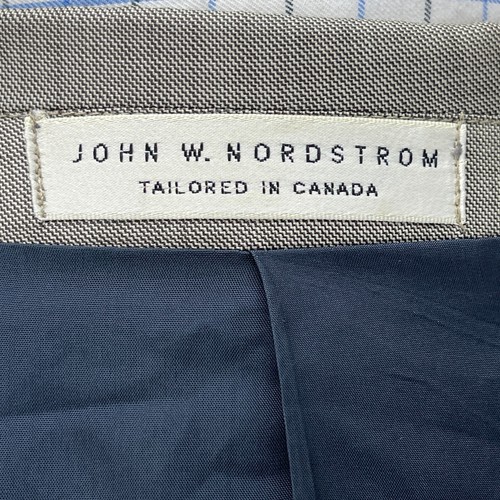 JOHN W. NORDSTROM
TAILORED IN CANADA